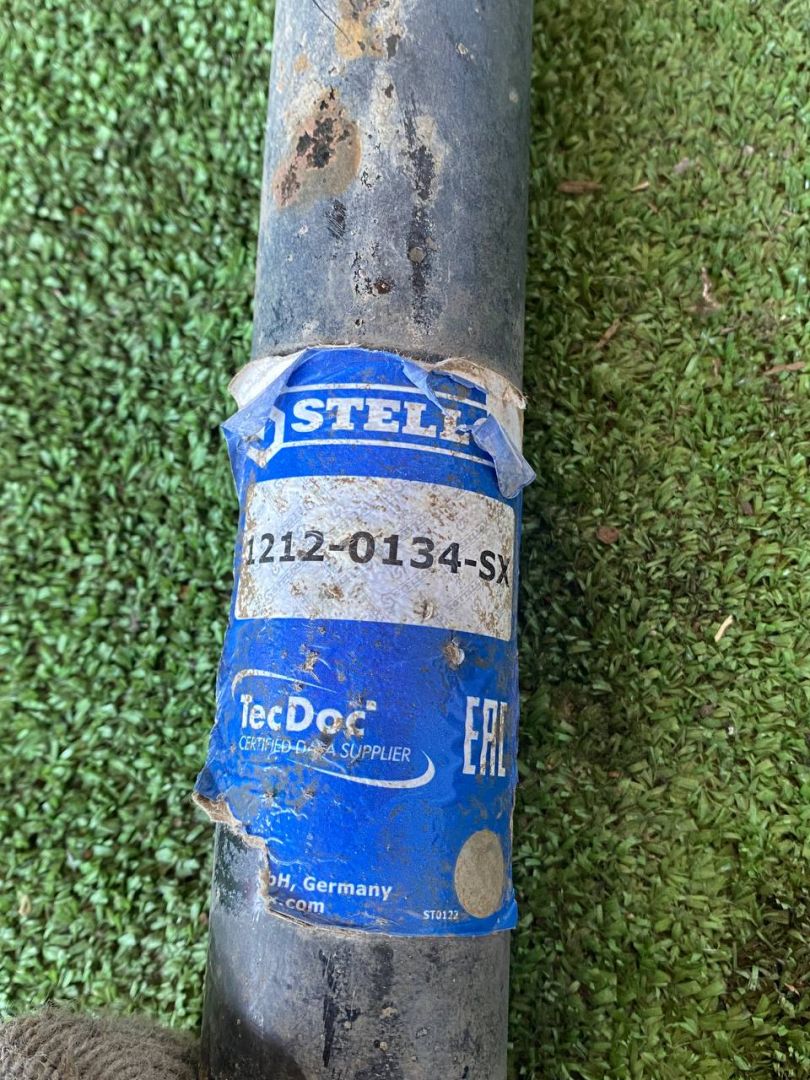 STELL
1212-0134-SX
TecDoc
CERTIFIED DATA SUPPLIER
EAC
bH, Germany
x.com
ST0122